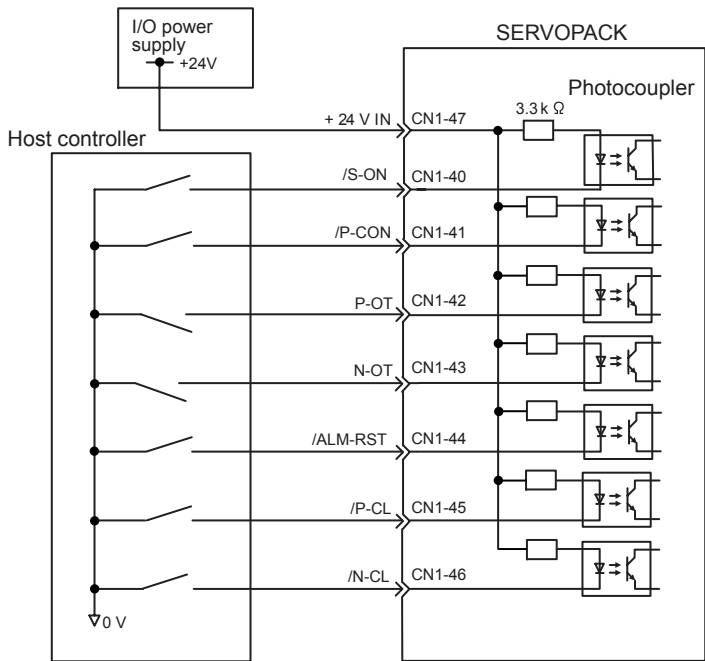 I/O power
supply
+24V
SERVOPACK
Photocoupler
3.3 k Ω
+ 24 V IN
CN1-47
Host controller
/S-ON
CN1-40
/P-CON
CN1-41
P-OT
CN1-42
N-OT
CN1-43
/ALM-RST
CN1-44
/P-CL
CN1-45
/N-CL
CN1-46
0 V